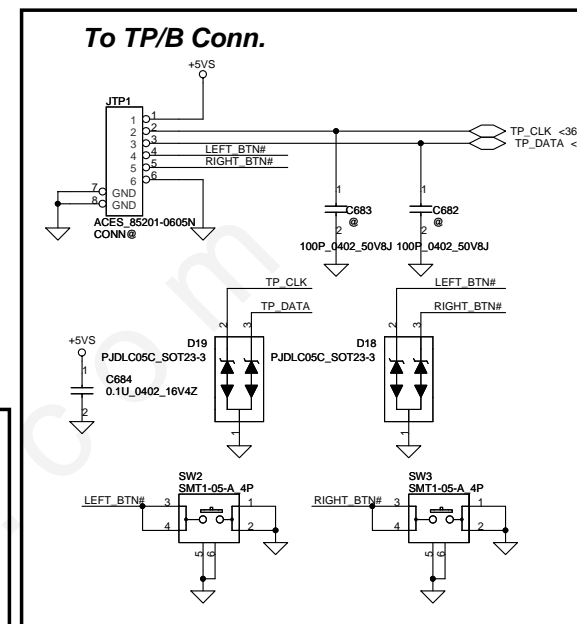 To TP/B Conn.
+5VS
JTP1
1 1
2 2
3 3
4 4
5 5
6 6
7 GND
8 GND
ACES_85201-0605N
CONN@
LEFT_BTN#
RIGHT_BTN#
TP_CLK <36
TP_DATA <
1 1
C683 C682
@ @
2 2
100P_0402_50V8J 100P_0402_50V8J
TP_CLK LEFT_BTN#
TP_DATA RIGHT_BTN#
2 3 2 3
D19 D18
PJDLC05C_SOT23-3 PJDLC05C_SOT23-3
1 1
+5VS
1
C684
0.1U_0402_16V4Z
2
SW2 SW3
SMT1-05-A_4P SMT1-05-A_4P
LEFT_BTN# 3 1 RIGHT_BTN# 3 1
4 2 4 2
5 6 5 6
com